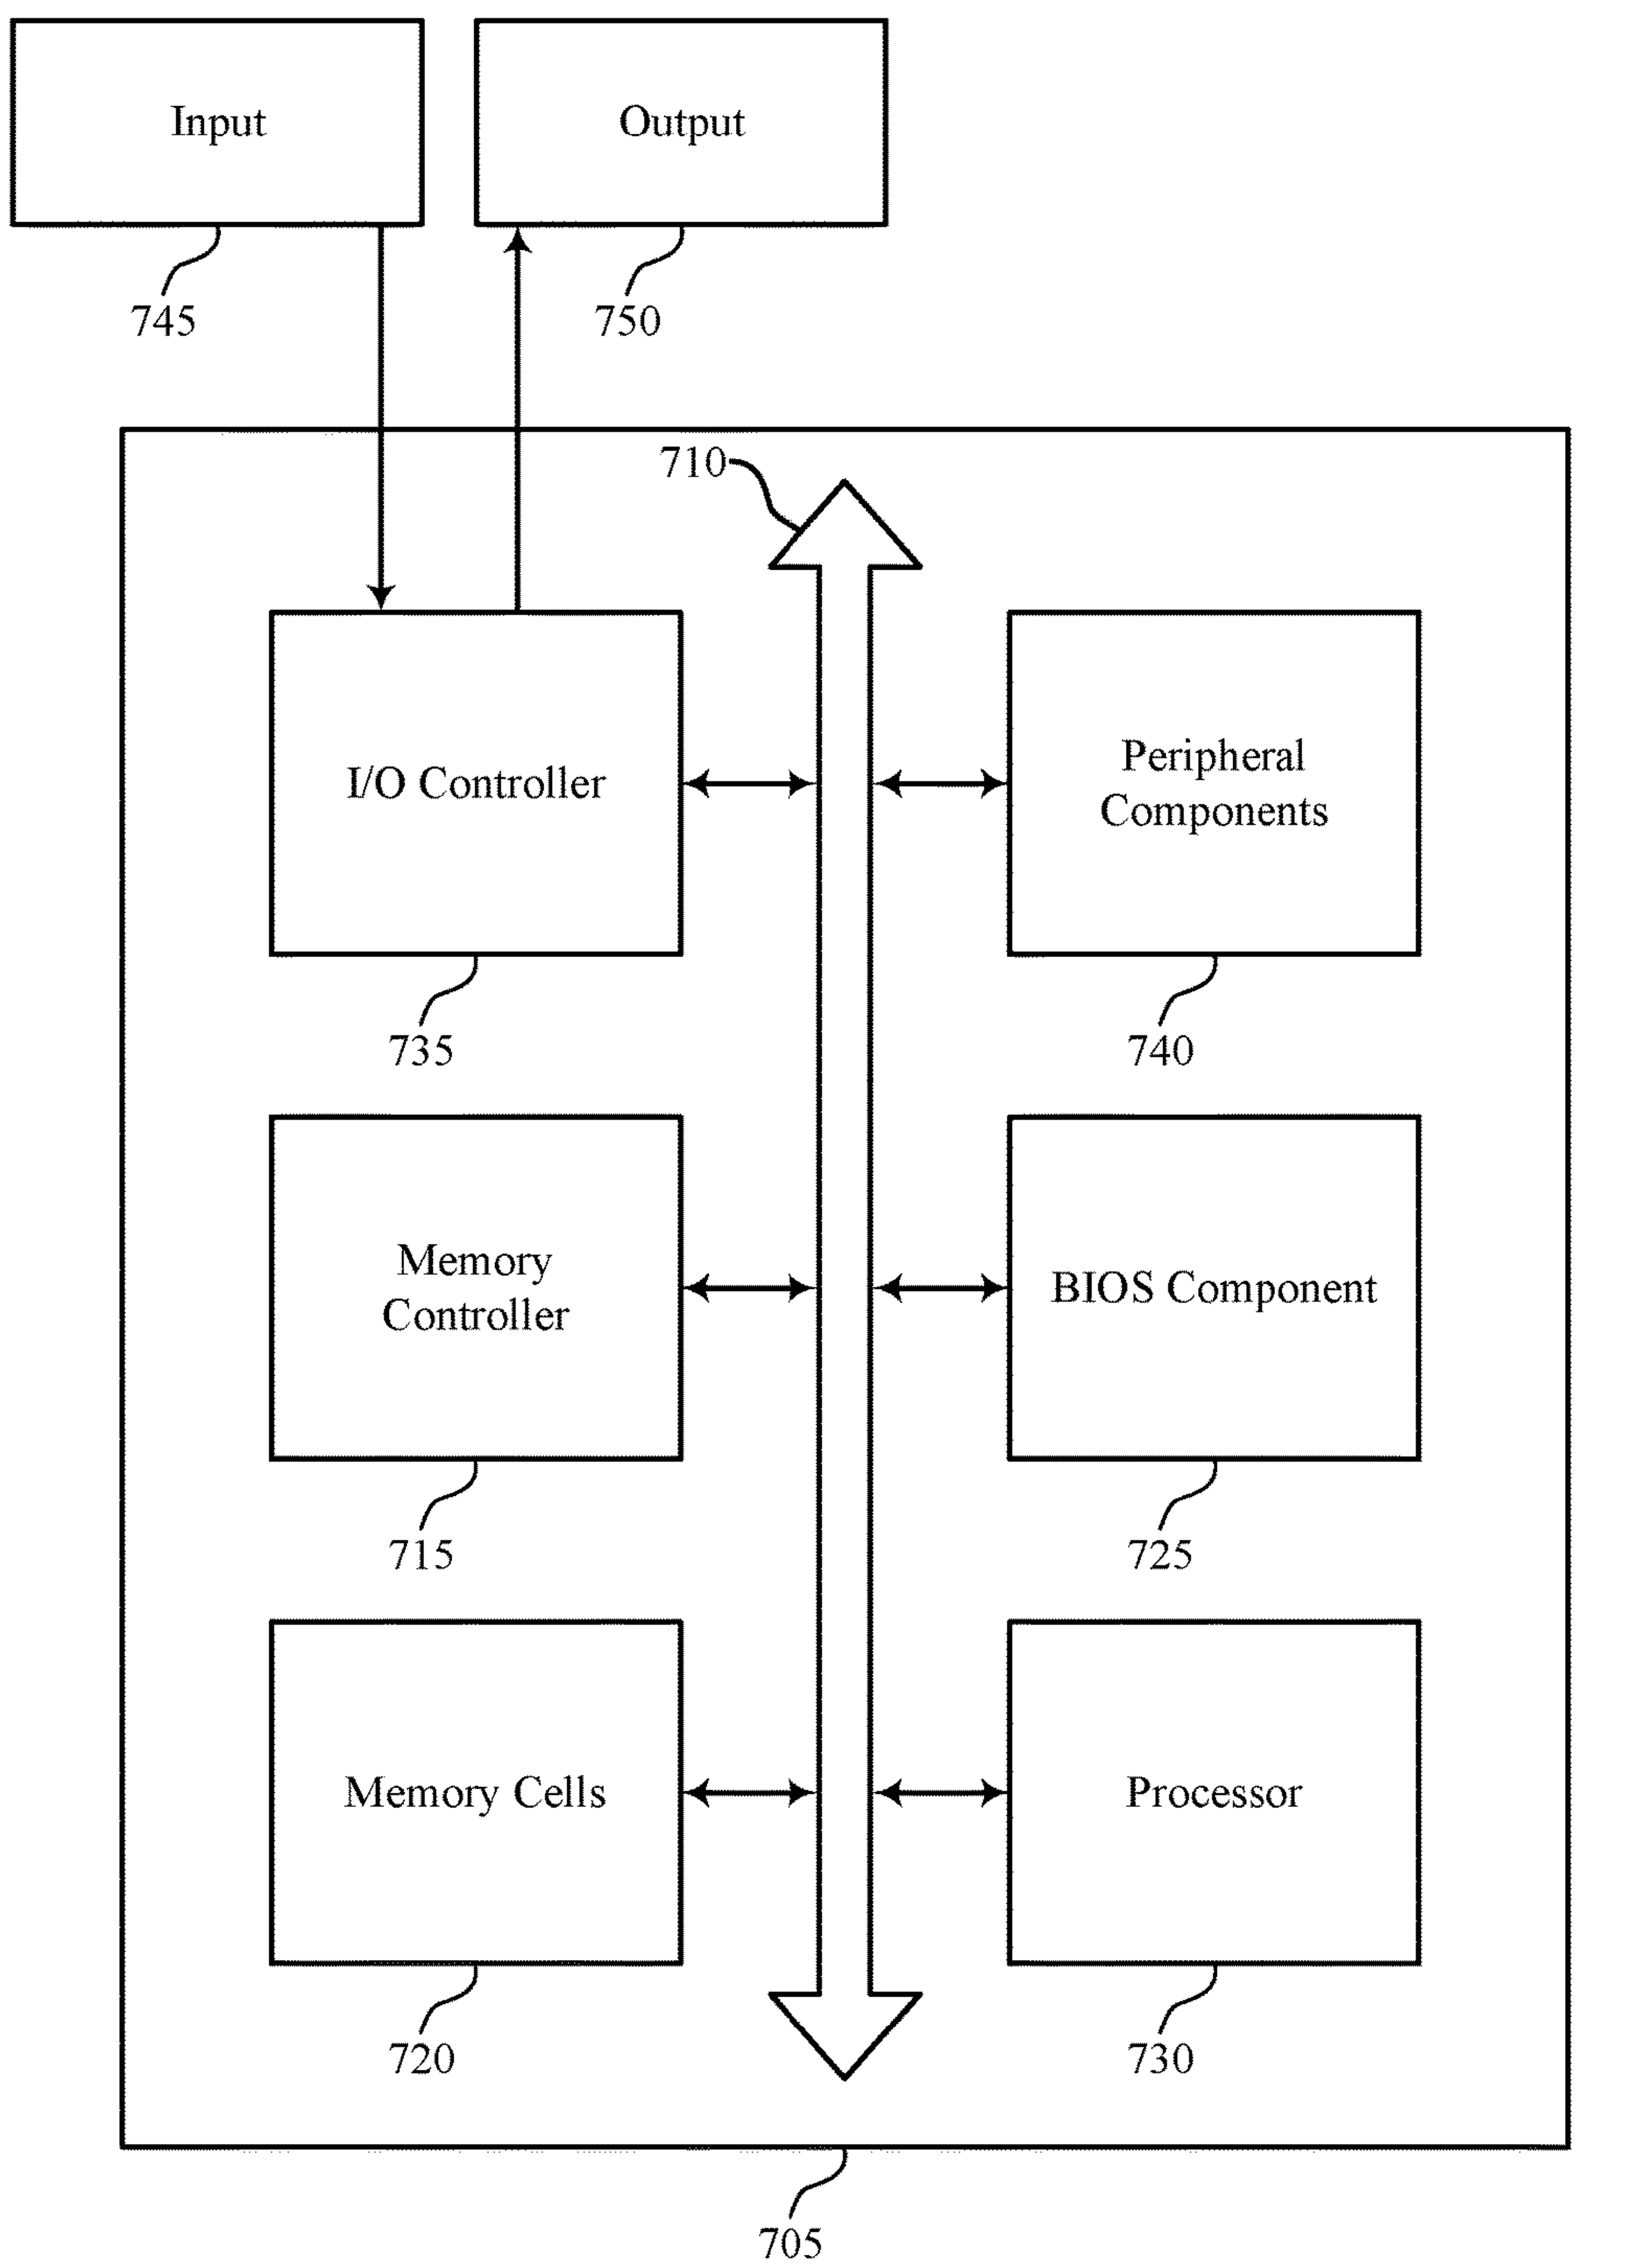 Input
Output
745
750
710
I/O Controller
Peripheral
Components
735
740
Memory
Controller
BIOS Component
715
725
Memory Cells
Processor
720
730
705